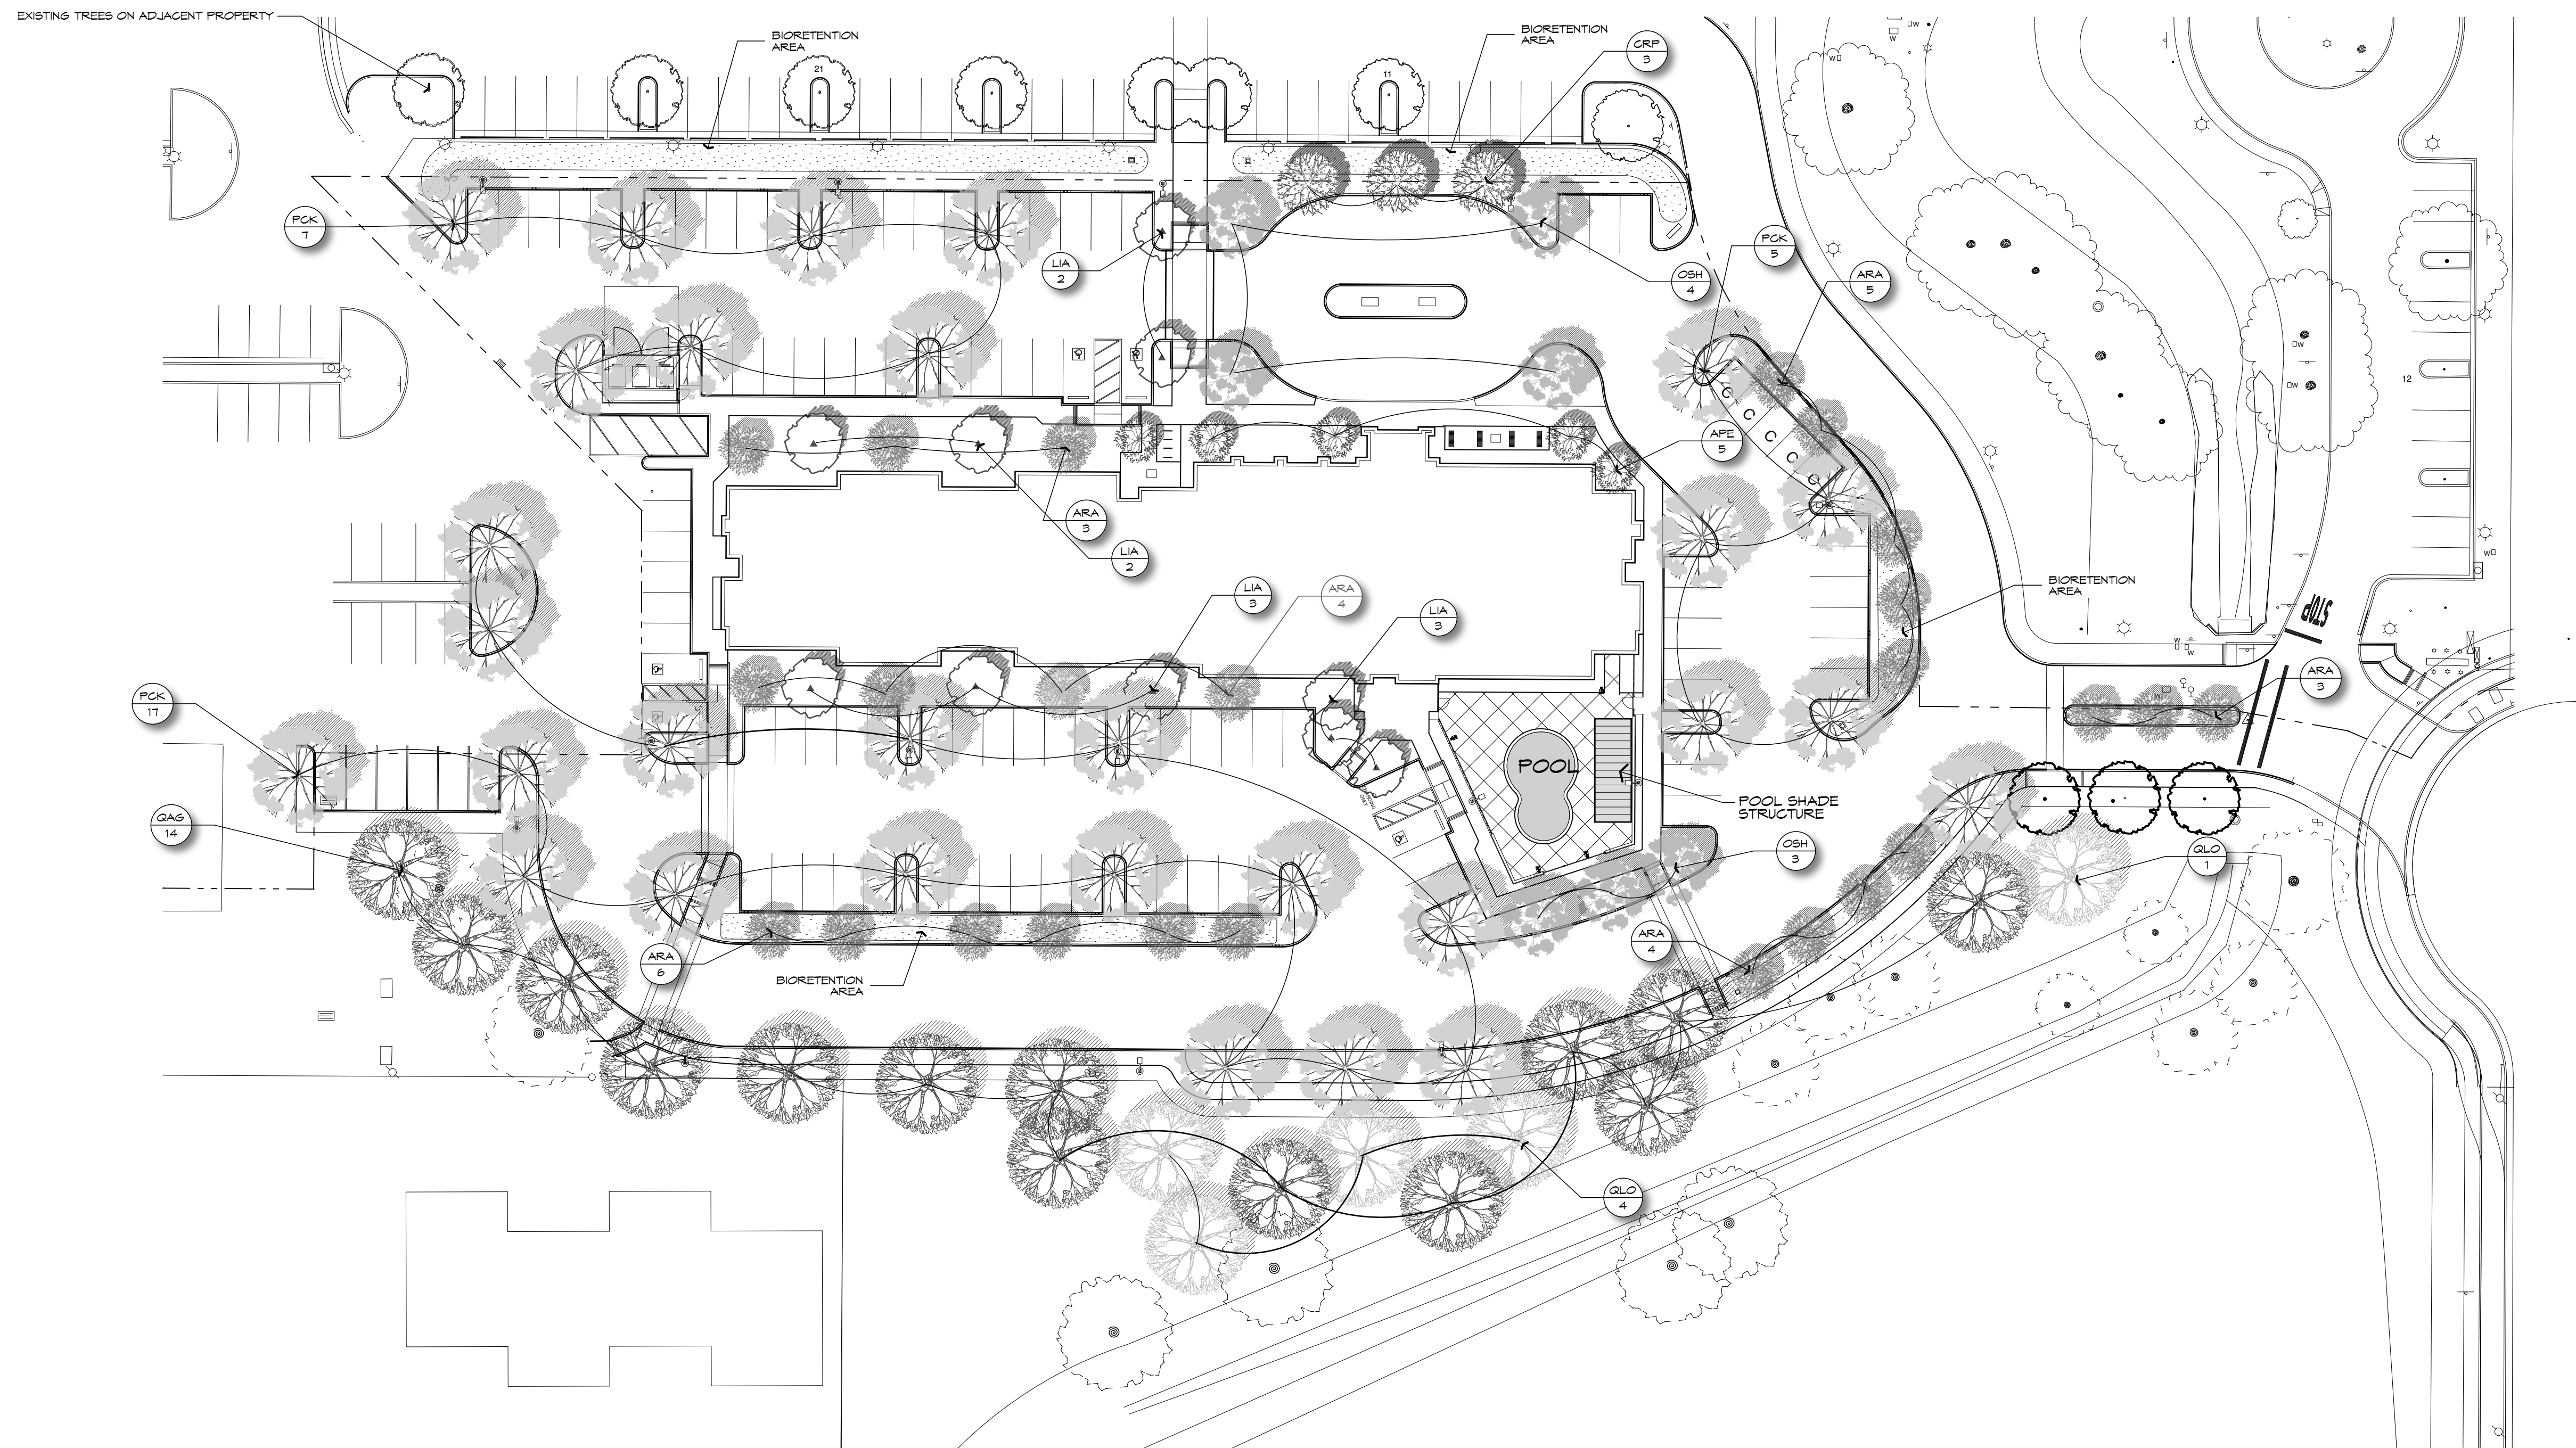 EXISTING TREES ON ADJACENT PROPERTY
BIORETENTION
AREA
BIORETENTION
AREA
CRP
3
21
11
W
W
W
W
PCK
7
LIA
2
OSH
4
PCK
5
ARA
5
W
W
12
C
C
C
C
C
APE
5
ARA
3
LIA
2
LIA
3
ARA
4
LIA
3
BIORETENTION
AREA
STOP
W
W
W
W
ARA
3
PCK
17
POOL
POOL SHADE
STRUCTURE
QAG
14
OSH
3
QLO
1
ARA
4
ARA
6
BIORETENTION
AREA
QLO
4